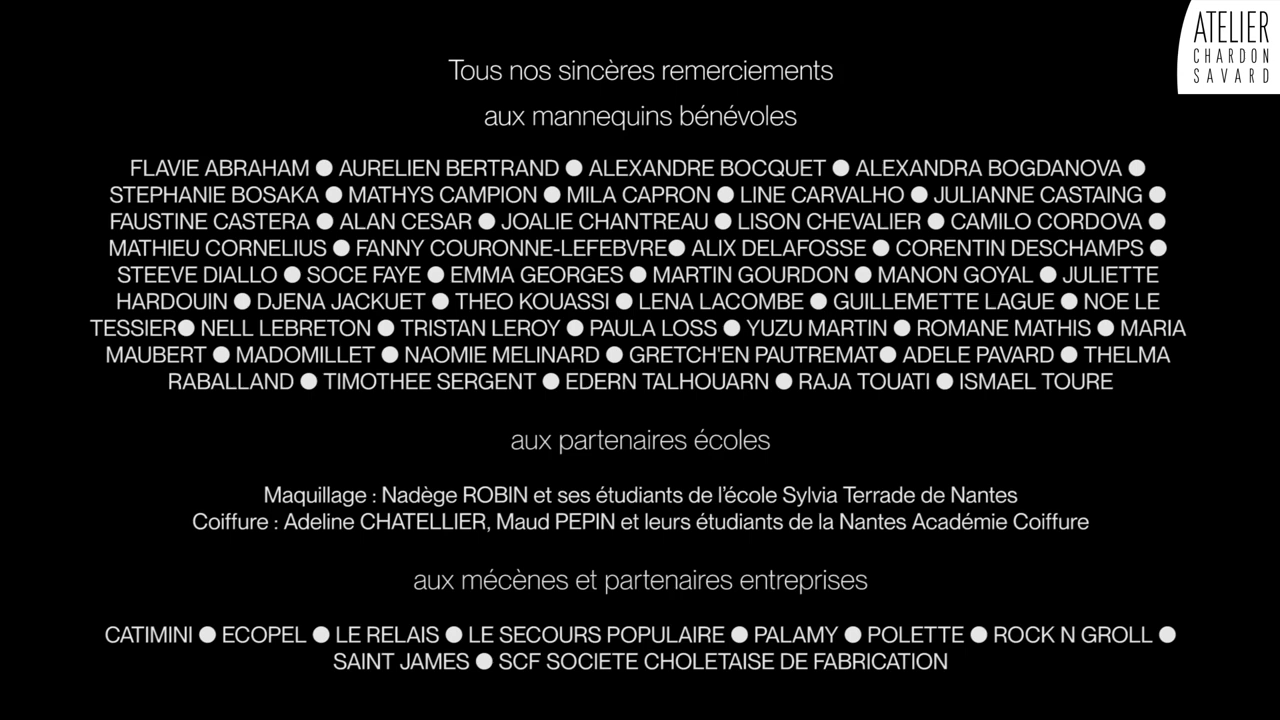 ATELIER
CHARDON
SAVARD
Tous nos sincères remerciements
aux mannequins bénévoles
FLAVIE ABRAHAM ● AURELIEN BERTRAND ● ALEXANDRE BOCQUET ● ALEXANDRA BOGDANOVA ●
STEPHANIE BOSAKA ● MATHYS CAMPION ● MILA CAPRON ● LINE CARVALHO ● JULIANNE CASTAING ●
FAUSTINE CASTERA ● ALAN CESAR ● JOALIE CHANTREAU ● LISON CHEVALIER ● CAMILO CORDOVA ●
MATHIEU CORNELIUS ● FANNY COURONNE-LEFEBVRE● ALIX DELAFOSSE ● CORENTIN DESCHAMPS ●
STEEVE DIALLO ● SOCE FAYE ● EMMA GEORGES ● MARTIN GOURDON ● MANON GOYAL ● JULIETTE
HARDOUIN ● DJENA JACKUET ● THEO KOUASSI ● LENA LACOMBE ● GUILLEMETTE LAGUE ● NOE LE
TESSIER● NELL LEBRETON ● TRISTAN LEROY ● PAULA LOSS ● YUZU MARTIN ● ROMANE MATHIS ● MARIA
MAUBERT ● MADOMILLET ● NAOMIE MELINARD ● GRETCH'EN PAUTREMAT● ADELE PAVARD ● THELMA
RABALLAND ● TIMOTHEE SERGENT ● EDERN TALHOUARN ● RAJA TOUATI ● ISMAEL TOURE
aux partenaires écoles
Maquillage : Nadège ROBIN et ses étudiants de l'école Sylvia Terrade de Nantes
Coiffure : Adeline CHATELLIER, Maud PEPIN et leurs étudiants de la Nantes Académie Coiffure
aux mécènes et partenaires entreprises
CATIMINI ● ECOPEL ● LE RELAIS ● LE SECOURS POPULAIRE ● PALAMY ● POLETTE ● ROCK N GROLL ●
SAINT JAMES ● SCF SOCIETE CHOLETAISE DE FABRICATION